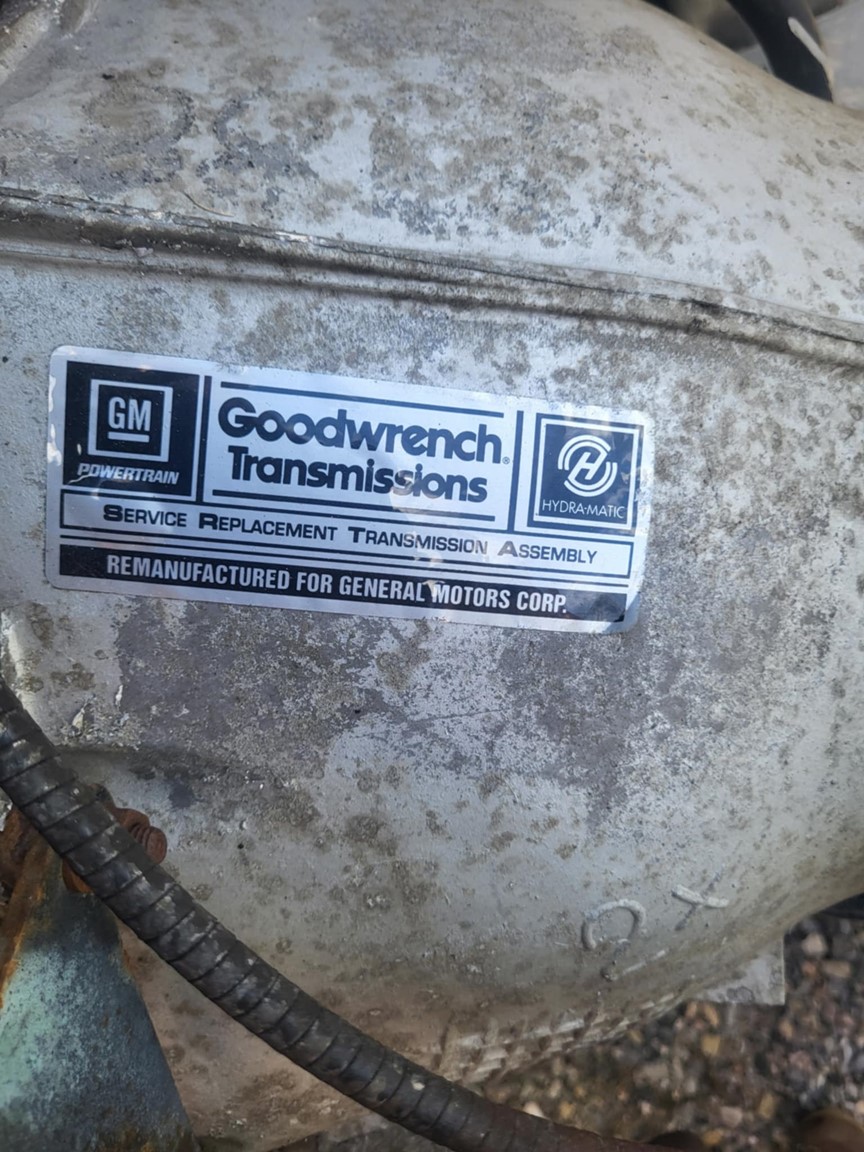 GM
POWERTRAIN
Goodwrench®
Transmissions
H
HYDRA-MATIC
SERVICE REPLACEMENT TRANSMISSION ASSEMBLY
REMANUFACTURED FOR GENERAL MOTORS CORP.